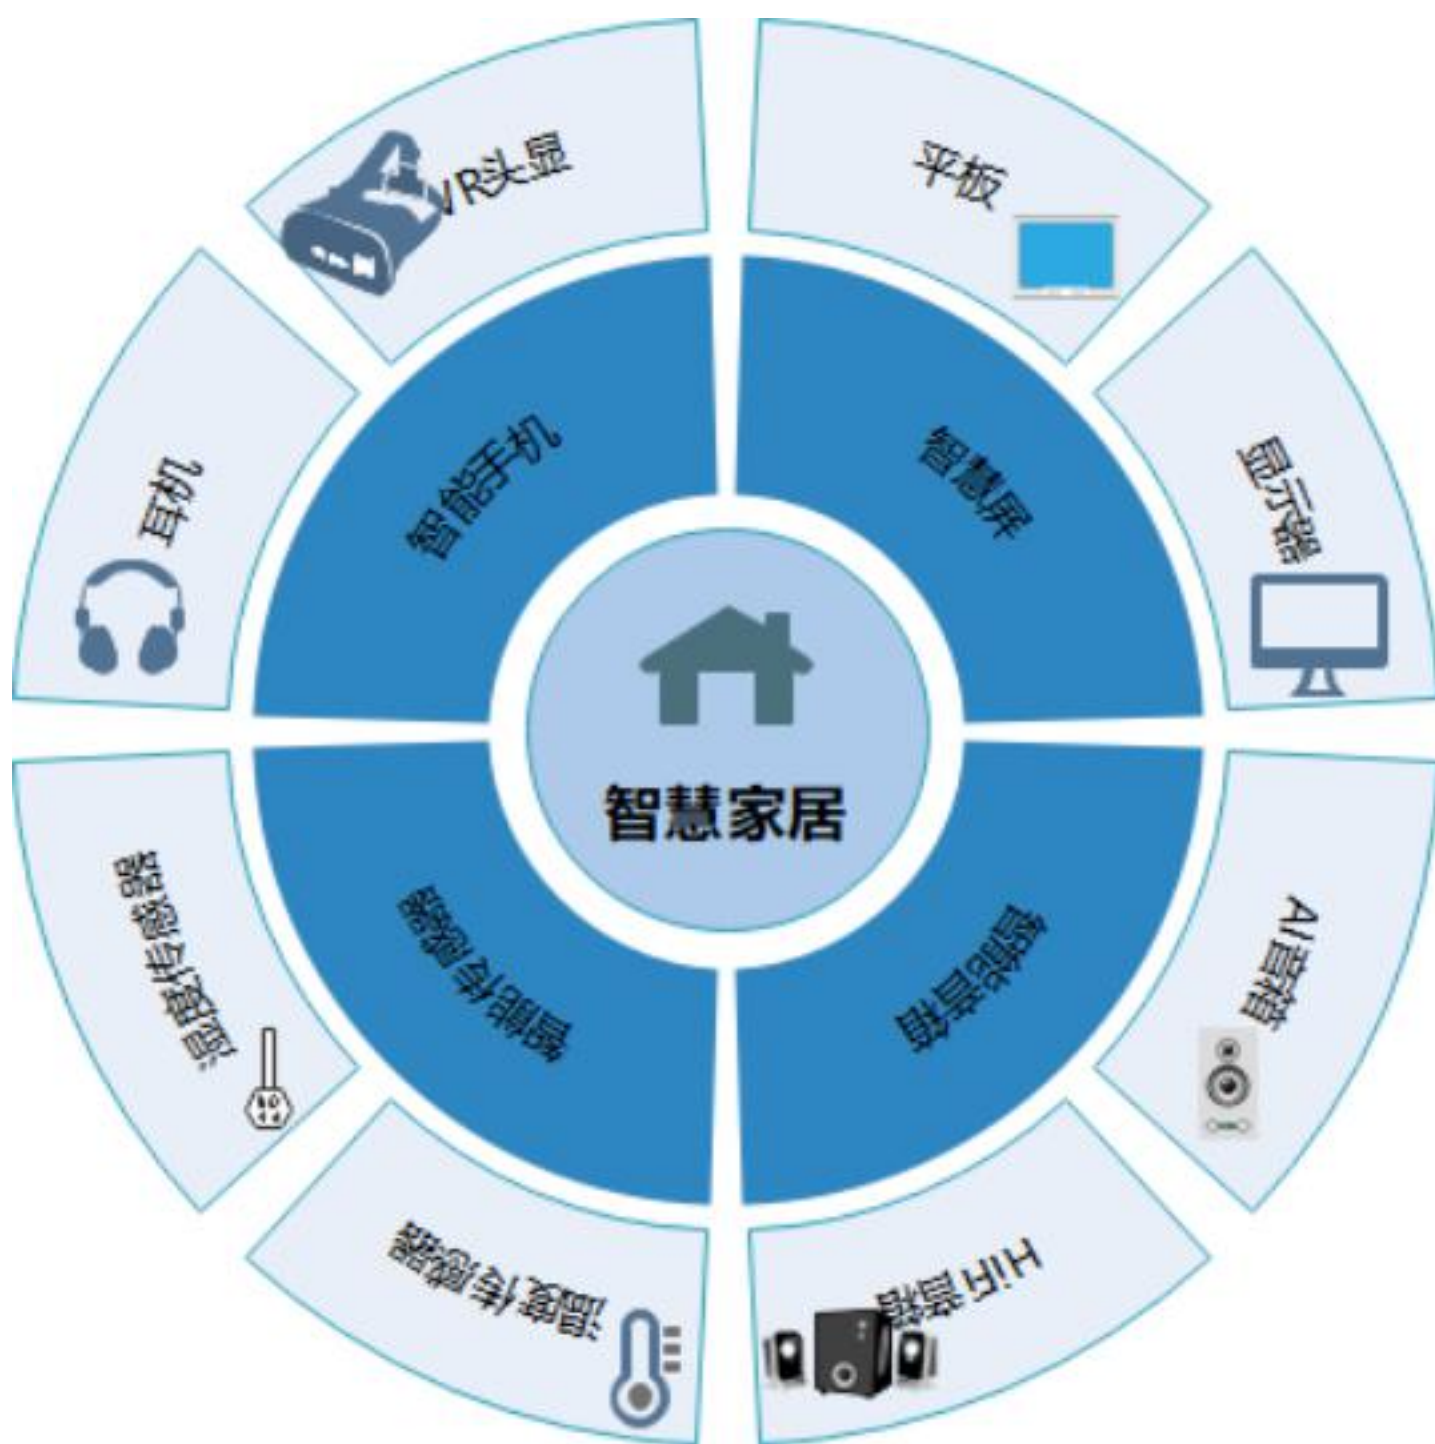 VR头显
平板
耳机
显示器
智能手机
智慧屏
智慧家居
智能传感器
智能音箱
湿度传感器
AI音箱
温度传感器
HiFi音箱